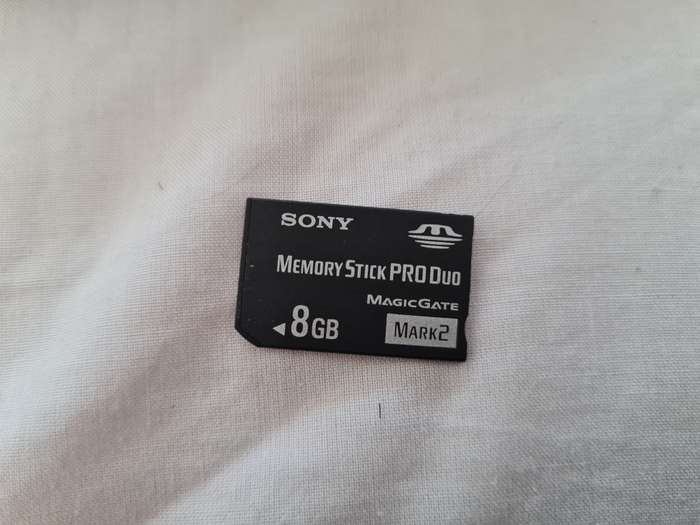 SONY
MEMORY STICK PRO DUO
MAGICGATE
8GB
MARK2